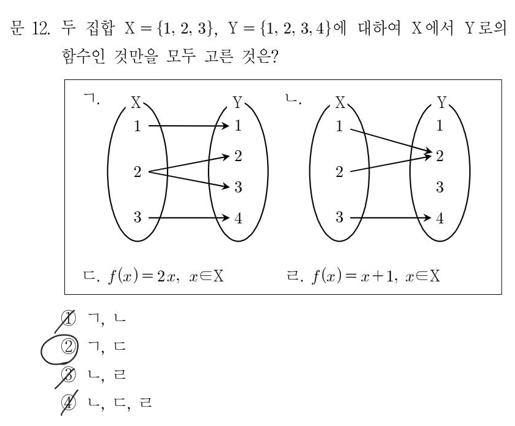 문 12. 두 집합 X={1, 2, 3}, Y={1, 2, 3, 4}에 대하여 X에서 Y로의
함수인 것만을 모두 고른 것은?
ㄱ. X Y ㄴ. X Y
1 1 1 1
2 2 2 2
3 3
3 4 3 4
ㄷ. f(x)=2x, x∈X ㄹ. f(x)=x+1, x∈X
① ㄱ, ㄴ
② ㄱ, ㄷ
③ ㄴ, ㄹ
④ ㄴ, ㄷ, ㄹ